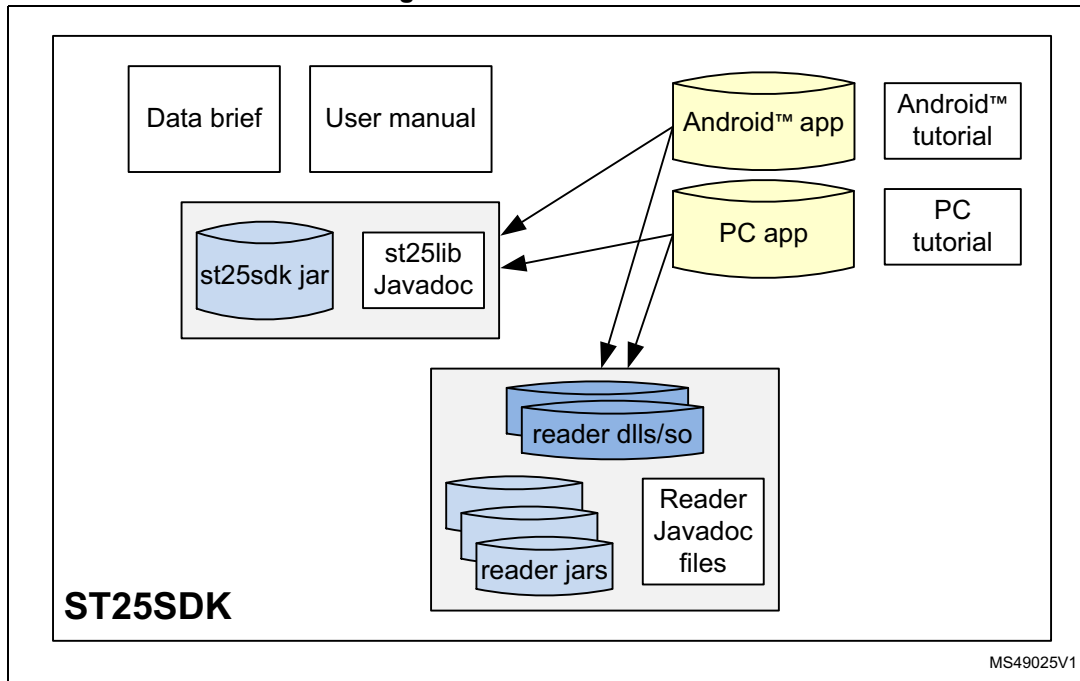 Data brief
User manual
Android™ app
Android™
tutorial
PC app
PC
tutorial
st25sdk jar
st25lib
Javadoc
reader dlls/so
reader jars
Reader
Javadoc
files
ST25SDK
MS49025V1